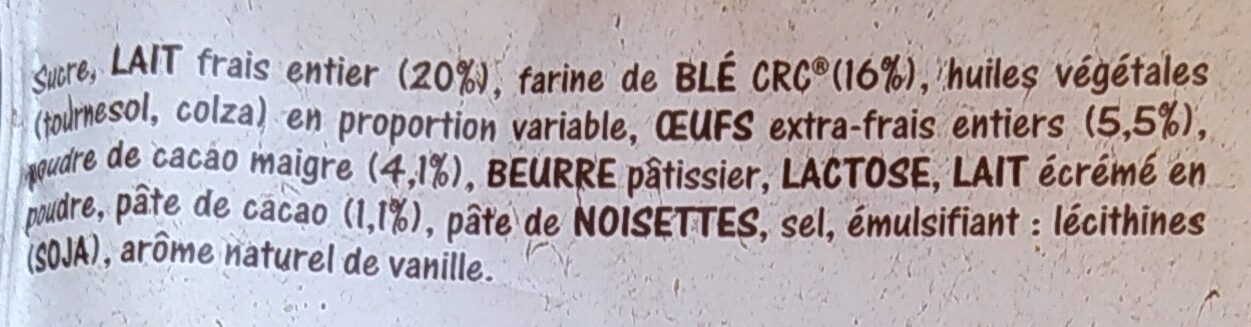 Sucre, LAIT frais entier (20%), farine de BLÉ CRC®(16%), huiles végétales
(tournesol, colza) en proportion variable, ŒUFS extra-frais entiers (5,5%),
poudre de cacao maigre (4,1%), BEURRE pâtissier, LACTOSE, LAIT écrémé en
poudre, pâte de cacao (1,1%), pâte de NOISETTES, sel, émulsifiant : lécithines
(SOJA), arôme naturel de vanille.